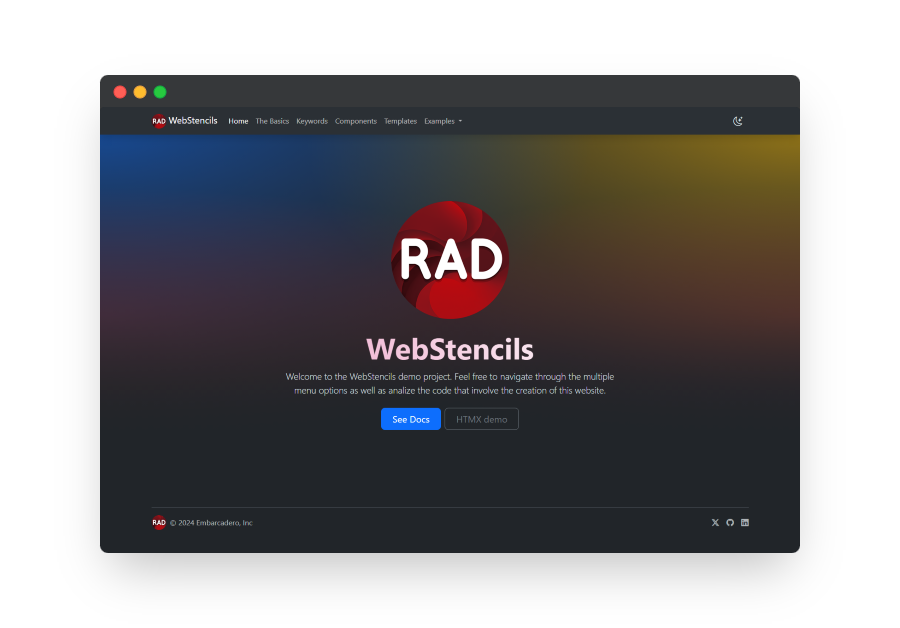 RAD WebStencils Home The Basics Keywords Components Templates Examples
RAD
WebStencils
Welcome to the WebStencils demo project. Feel free to navigate through the multiple
menu options as well as analize the code that involve the creation of this website.
See Docs HTMX demo
RAD © 2024 Embarcadero, Inc